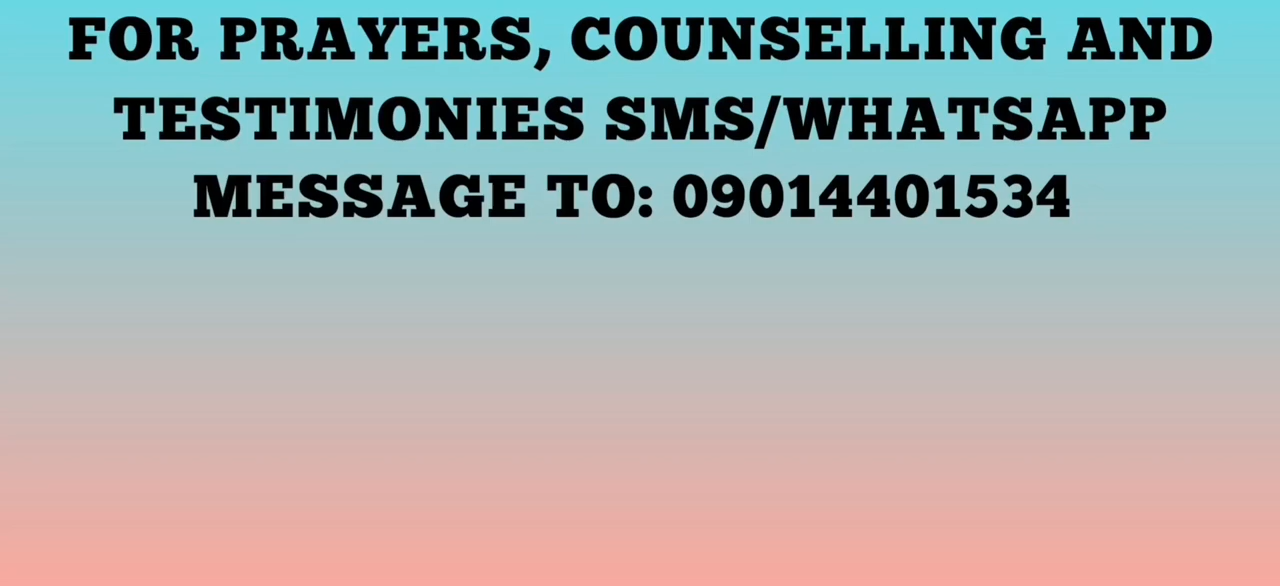 FOR PRAYERS, COUNSELLING AND
TESTIMONIES SMS/WHATSAPP
MESSAGE TO: 09014401534